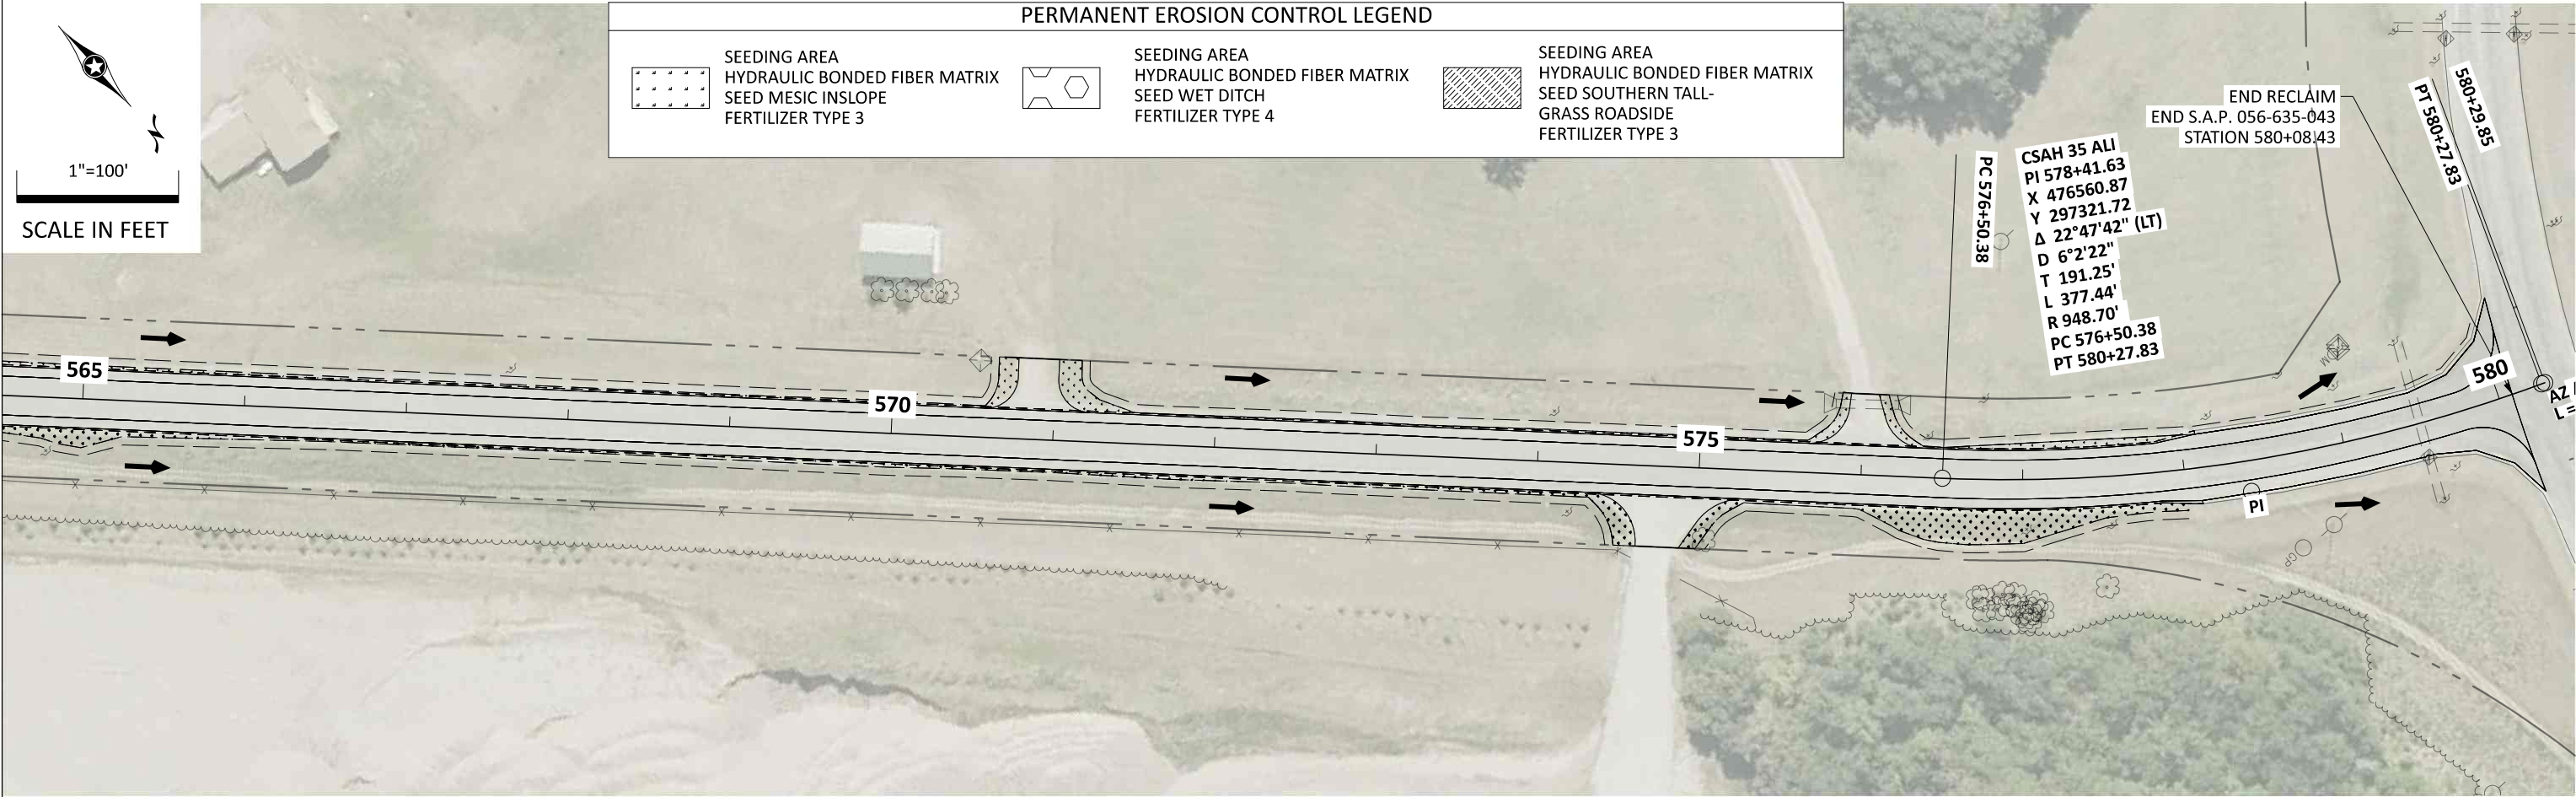 PERMANENT EROSION CONTROL LEGEND
SEEDING AREA
HYDRAULIC BONDED FIBER MATRIX
SEED MESIC INSLOPE
FERTILIZER TYPE 3
SEEDING AREA
HYDRAULIC BONDED FIBER MATRIX
SEED WET DITCH
FERTILIZER TYPE 4
SEEDING AREA
HYDRAULIC BONDED FIBER MATRIX
SEED SOUTHERN TALL-
GRASS ROADSIDE
FERTILIZER TYPE 3
1"=100'
SCALE IN FEET
END RECLAIM
END S.A.P. 056-635-043
STATION 580+08.43
PT 580+27.83
580+29.85
PC 576+50.38
CSAH 35 ALI
PI 578+41.63
X 476560.87
Y 297321.72
Δ 22°47'42" (LT)
D 6°2'22"
T 191.25'
L 377.44'
R 948.70'
PC 576+50.38
PT 580+27.83
565
570
575
580
PI
AZ
L =
GP